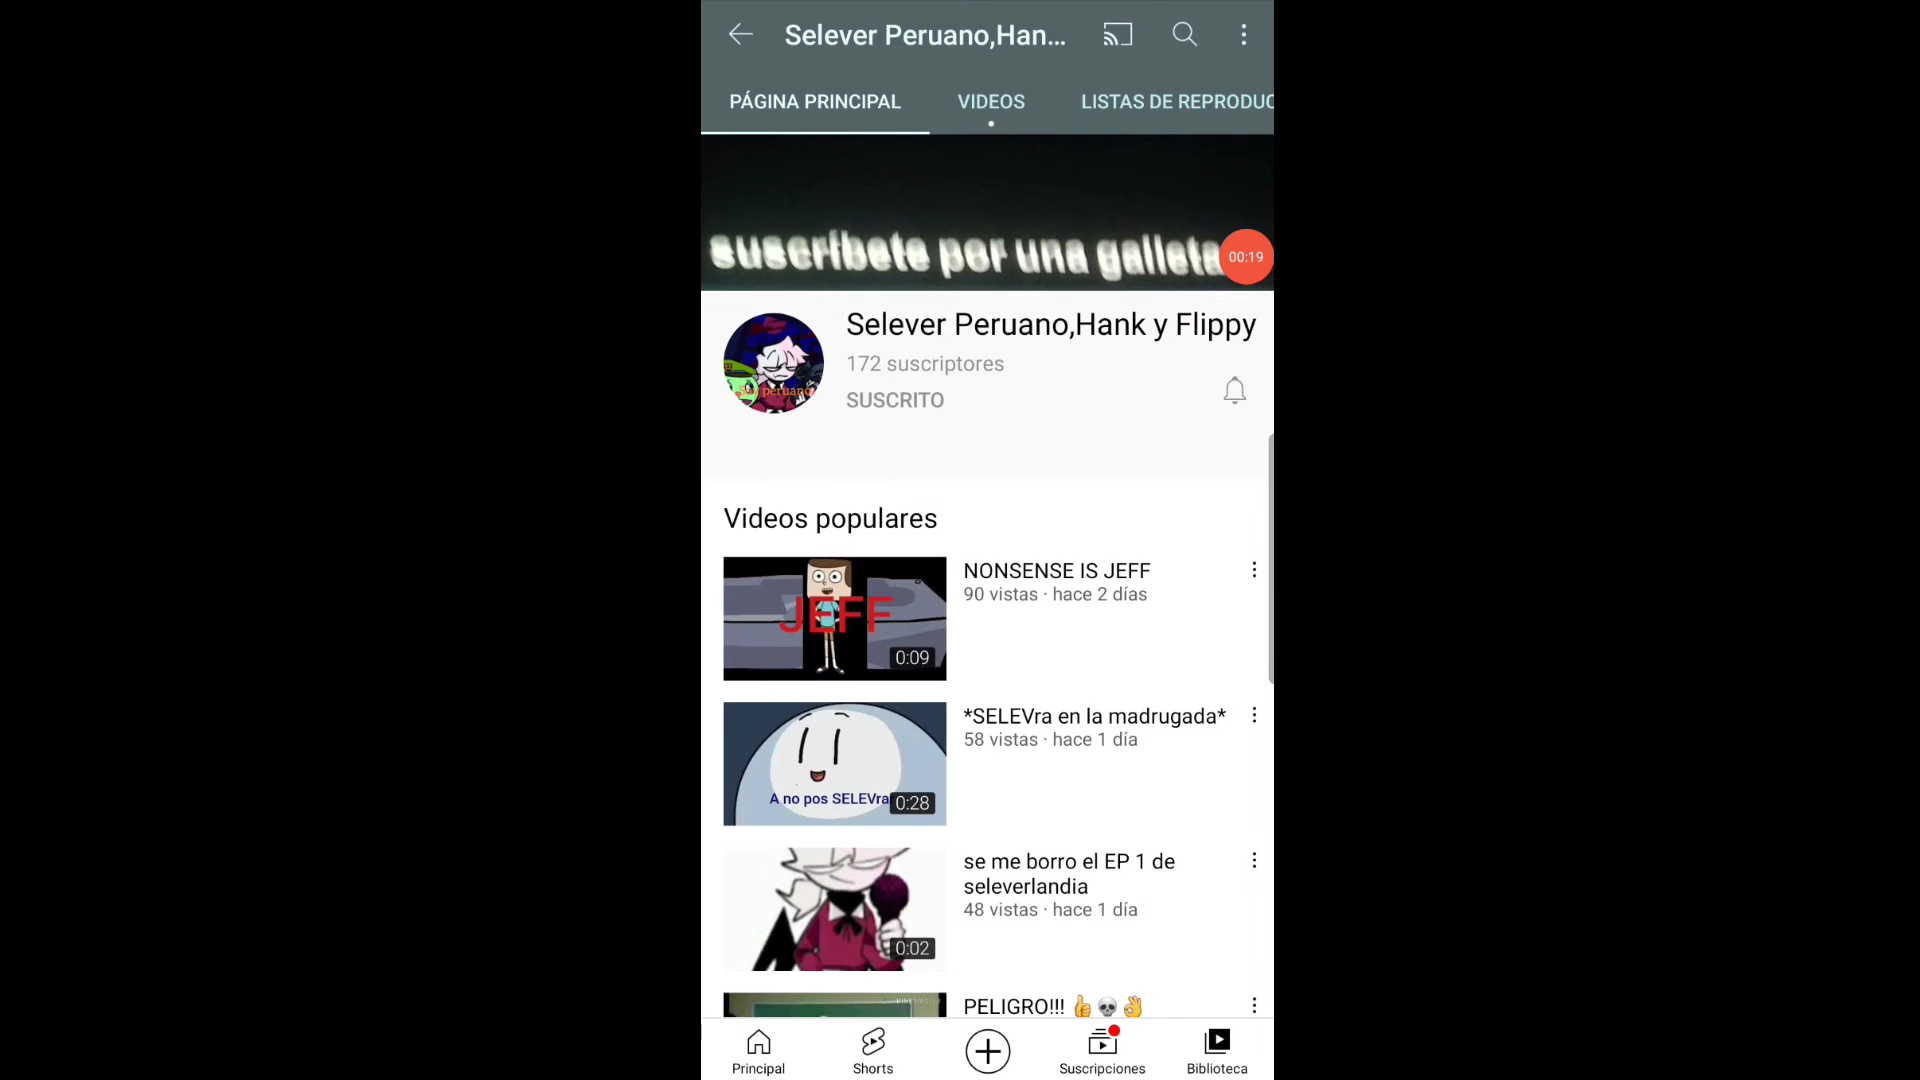 Selever Peruano,Han...
PÁGINA PRINCIPAL VIDEOS LISTAS DE REPRODUC
suscribete por una galleta
00:19
Selever Peruano,Hank y Flippy
172 suscriptores
SUSCRITO
Videos populares
JEFF
0:09
NONSENSE IS JEFF
90 vistas · hace 2 días
A no pos SELEVra
0:28
*SELEVra en la madrugada*
58 vistas · hace 1 día
0:02
se me borro el EP 1 de
seleverlandia
48 vistas · hace 1 día
KINEMASTER
PELIGRO!!! 👍💀👌
Principal Shorts Suscripciones Biblioteca